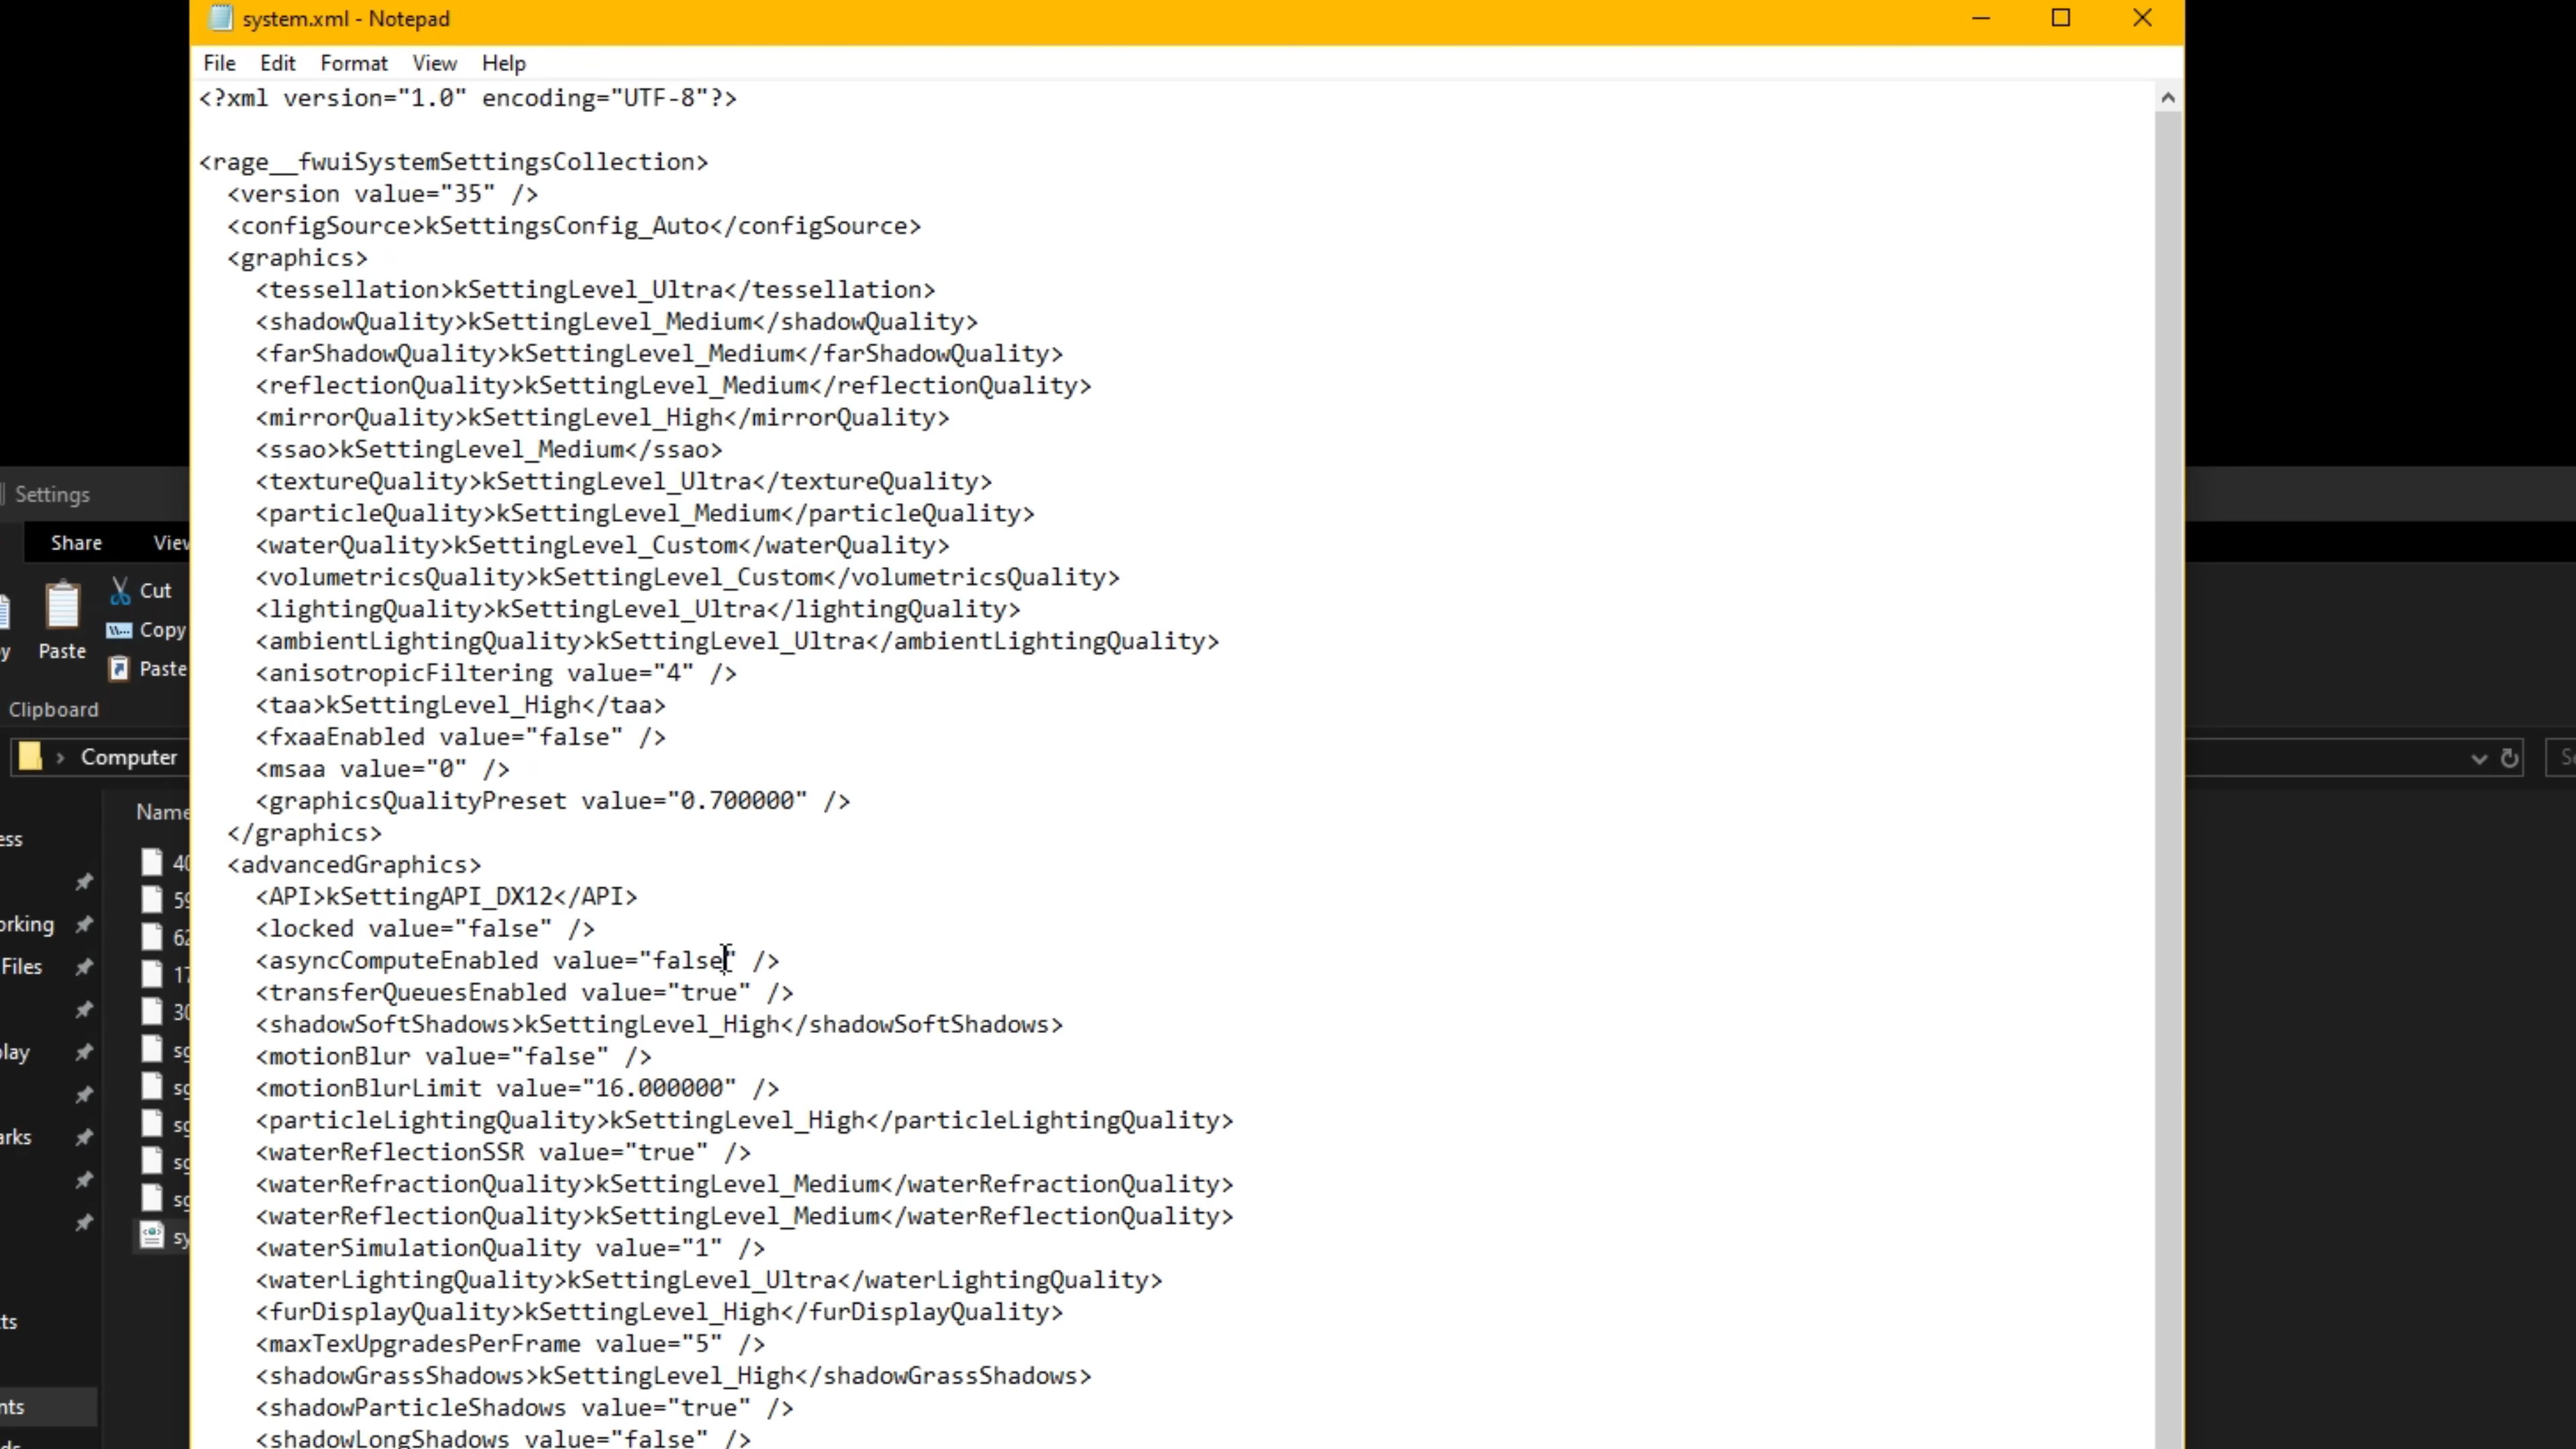 system.xml - Notepad
File Edit Format View Help
<?xml version="1.0" encoding="UTF-8"?>
<rage__fwuiSystemSettingsCollection>
<version value="35" />
<configSource>kSettingsConfig_Auto</configSource>
<graphics>
<tessellation>kSettingLevel_Ultra</tessellation>
<shadowQuality>kSettingLevel_Medium</shadowQuality>
<farShadowQuality>kSettingLevel_Medium</farShadowQuality>
<reflectionQuality>kSettingLevel_Medium</reflectionQuality>
<mirrorQuality>kSettingLevel_High</mirrorQuality>
<ssao>kSettingLevel_Medium</ssao>
<textureQuality>kSettingLevel_Ultra</textureQuality>
<particleQuality>kSettingLevel_Medium</particleQuality>
<waterQuality>kSettingLevel_Custom</waterQuality>
<volumetricsQuality>kSettingLevel_Custom</volumetricsQuality>
<lightingQuality>kSettingLevel_Ultra</lightingQuality>
<ambientLightingQuality>kSettingLevel_Ultra</ambientLightingQuality>
<anisotropicFiltering value="4" />
<taa>kSettingLevel_High</taa>
<fxaaEnabled value="false" />
<msaa value="0" />
<graphicsQualityPreset value="0.700000" />
</graphics>
<advancedGraphics>
<API>kSettingAPI_DX12</API>
<locked value="false" />
<asyncComputeEnabled value="false" />
<transferQueuesEnabled value="true" />
<shadowSoftShadows>kSettingLevel_High</shadowSoftShadows>
<motionBlur value="false" />
<motionBlurLimit value="16.000000" />
<particleLightingQuality>kSettingLevel_High</particleLightingQuality>
<waterReflectionSSR value="true" />
<waterRefractionQuality>kSettingLevel_Medium</waterRefractionQuality>
<waterReflectionQuality>kSettingLevel_Medium</waterReflectionQuality>
<waterSimulationQuality value="1" />
<waterLightingQuality>kSettingLevel_Ultra</waterLightingQuality>
<furDisplayQuality>kSettingLevel_High</furDisplayQuality>
<maxTexUpgradesPerFrame value="5" />
<shadowGrassShadows>kSettingLevel_High</shadowGrassShadows>
<shadowParticleShadows value="true" />
<shadowLongShadows value="false" />
Settings
Share
Cut
Copy
Paste
Paste
Clipboard
Computer
Name
Files